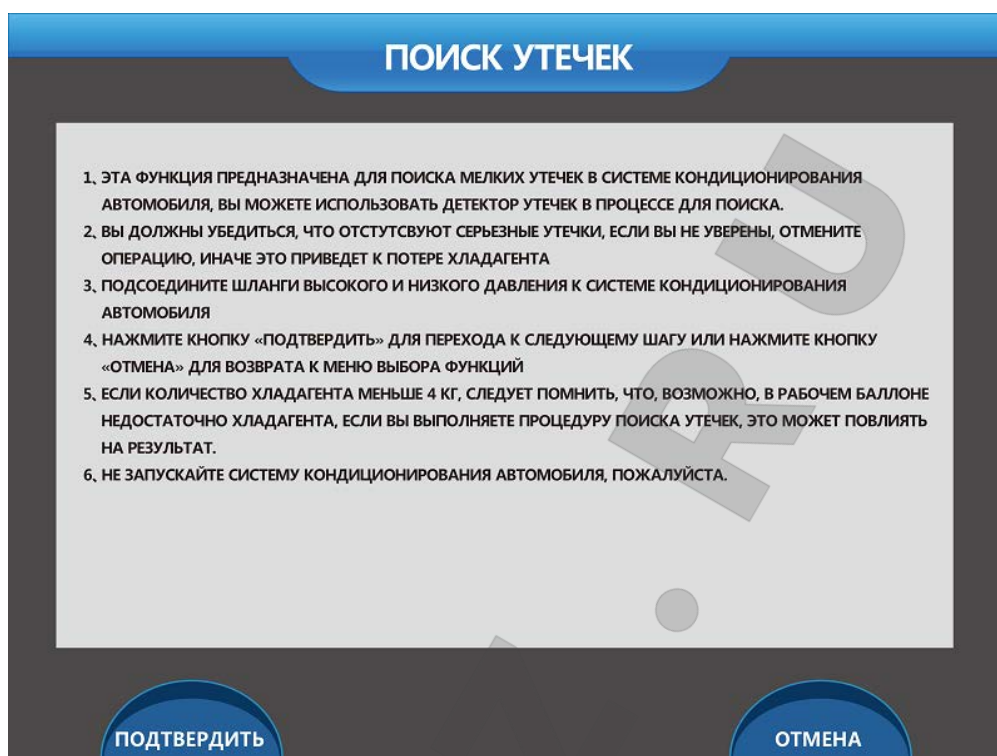 ПОИСК УТЕЧЕК
1、ЭТА ФУНКЦИЯ ПРЕДНАЗНАЧЕНА ДЛЯ ПОИСКА МЕЛКИХ УТЕЧЕК В СИСТЕМЕ КОНДИЦИОНИРОВАНИЯ
АВТОМОБИЛЯ, ВЫ МОЖЕТЕ ИСПОЛЬЗОВАТЬ ДЕТЕКТОР УТЕЧЕК В ПРОЦЕССЕ ДЛЯ ПОИСКА.
2、ВЫ ДОЛЖНЫ УБЕДИТЬСЯ, ЧТО ОТСТУТСВУЮТ СЕРЬЕЗНЫЕ УТЕЧКИ, ЕСЛИ ВЫ НЕ УВЕРЕНЫ, ОТМЕНИТЕ
ОПЕРАЦИЮ, ИНАЧЕ ЭТО ПРИВЕДЕТ К ПОТЕРЕ ХЛАДАГЕНТА
3、ПОДСОЕДИНИТЕ ШЛАНГИ ВЫСОКОГО И НИЗКОГО ДАВЛЕНИЯ К СИСТЕМЕ КОНДИЦИОНИРОВАНИЯ
АВТОМОБИЛЯ
4、НАЖМИТЕ КНОПКУ «ПОДТВЕРДИТЬ» ДЛЯ ПЕРЕХОДА К СЛЕДУЮЩЕМУ ШАГУ ИЛИ НАЖМИТЕ КНОПКУ
«ОТМЕНА» ДЛЯ ВОЗВРАТА К МЕНЮ ВЫБОРА ФУНКЦИЙ
5、ЕСЛИ КОЛИЧЕСТВО ХЛАДАГЕНТА МЕНЬШЕ 4 КГ, СЛЕДУЕТ ПОМНИТЬ, ЧТО, ВОЗМОЖНО, В РАБОЧЕМ БАЛЛОНЕ
НЕДОСТАТОЧНО ХЛАДАГЕНТА, ЕСЛИ ВЫ ВЫПОЛНЯЕТЕ ПРОЦЕДУРУ ПОИСКА УТЕЧЕК, ЭТО МОЖЕТ ПОВЛИЯТЬ
НА РЕЗУЛЬТАТ.
6、НЕ ЗАПУСКАЙТЕ СИСТЕМУ КОНДИЦИОНИРОВАНИЯ АВТОМОБИЛЯ, ПОЖАЛУЙСТА.
.RU
ПОДТВЕРДИТЬ
ОТМЕНА